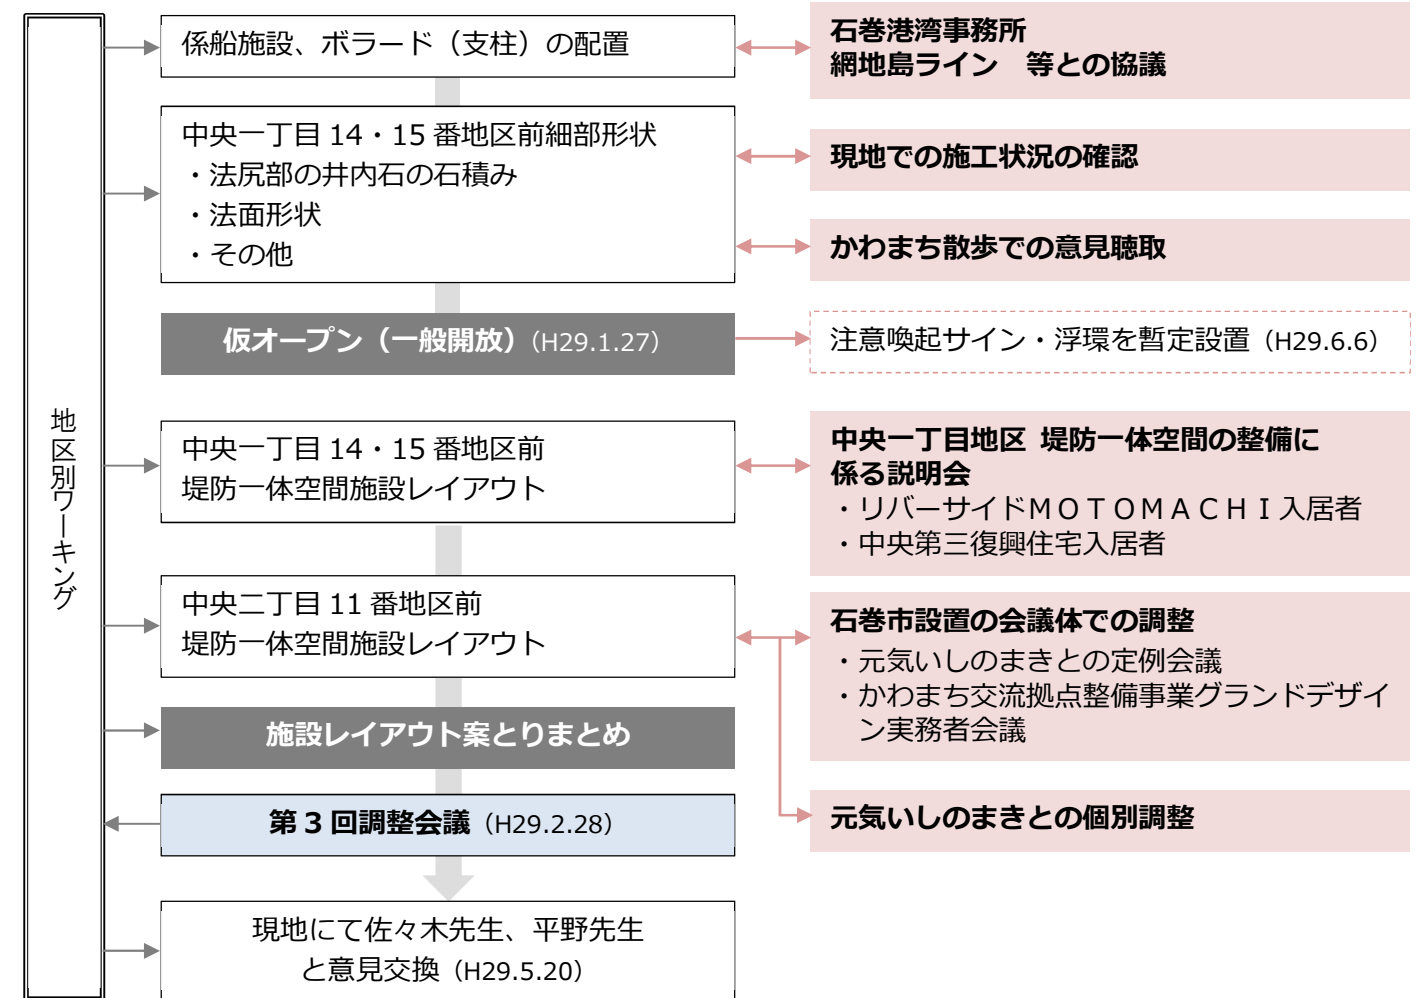 地区別ワーキング
係船施設、ボラード（支柱）の配置
石巻港湾事務所
網地島ライン　等との協議
中央一丁目 14・15 番地区前細部形状
・法尻部の井内石の石積み
・法面形状
・その他
現地での施工状況の確認
かわまち散歩での意見聴取
仮オープン（一般開放）（H29.1.27）
注意喚起サイン・浮環を暫定設置（H29.6.6）
中央一丁目 14・15 番地区前
堤防一体空間施設レイアウト
中央一丁目地区 堤防一体空間の整備に
係る説明会
・リバーサイドＭＯＴＯＭＡＣＨＩ入居者
・中央第三復興住宅入居者
中央二丁目 11 番地区前
堤防一体空間施設レイアウト
石巻市設置の会議体での調整
・元気いしのまきとの定例会議
・かわまち交流拠点整備事業グランドデザイ
ン実務者会議
施設レイアウト案とりまとめ
第 3 回調整会議（H29.2.28）
元気いしのまきとの個別調整
現地にて佐々木先生、平野先生
と意見交換（H29.5.20）